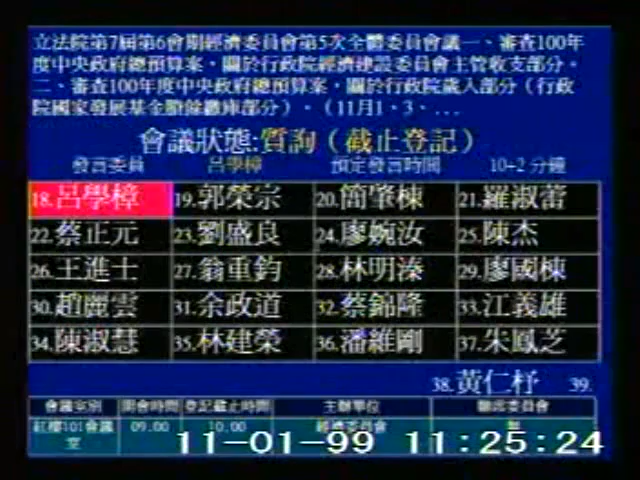 立法院第7屆第6會期經濟委員會第5次全體委員會議一、審查100年
度中央政府總預算案,關於行政院經濟建設委員會主管收支部分。
二、審查100年度中央政府總預算案,關於行政院歲入部分(行政
院國家發展基金賸餘繳庫部分)。(11月1、3、...
會議狀態:質詢(截止登記)
發言委員 呂學樟 預定發言時間 10+2 分鐘
18.呂學樟 19.郭榮宗 20.簡肇棟 21.羅淑蕾
22.蔡正元 23.劉盛良 24.廖婉汝 25.陳杰
26.王進士 27.翁重鈞 28.林明溱 29.廖國棟
30.趙麗雲 31.余政道 32.蔡錦隆 33.江義雄
34.陳淑慧 35.林建榮 36.潘維剛 37.朱鳳芝
38.黃仁杼 39.
會議室別 開會時間 登記截止時間 主辦單位 聯席委員會
紅樓101會議室 09.00 10.00 經濟委員會 無
11-01-99 11:25:24